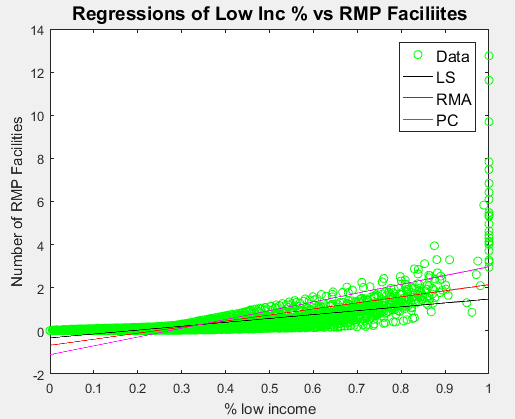 Regressions of Low Inc % vs RMP Faciliites
14
12
10
8
6
4
2
0
-2
Number of RMP Facilities
Data
LS
RMA
PC
0 0.1 0.2 0.3 0.4 0.5 0.6 0.7 0.8 0.9 1
% low income